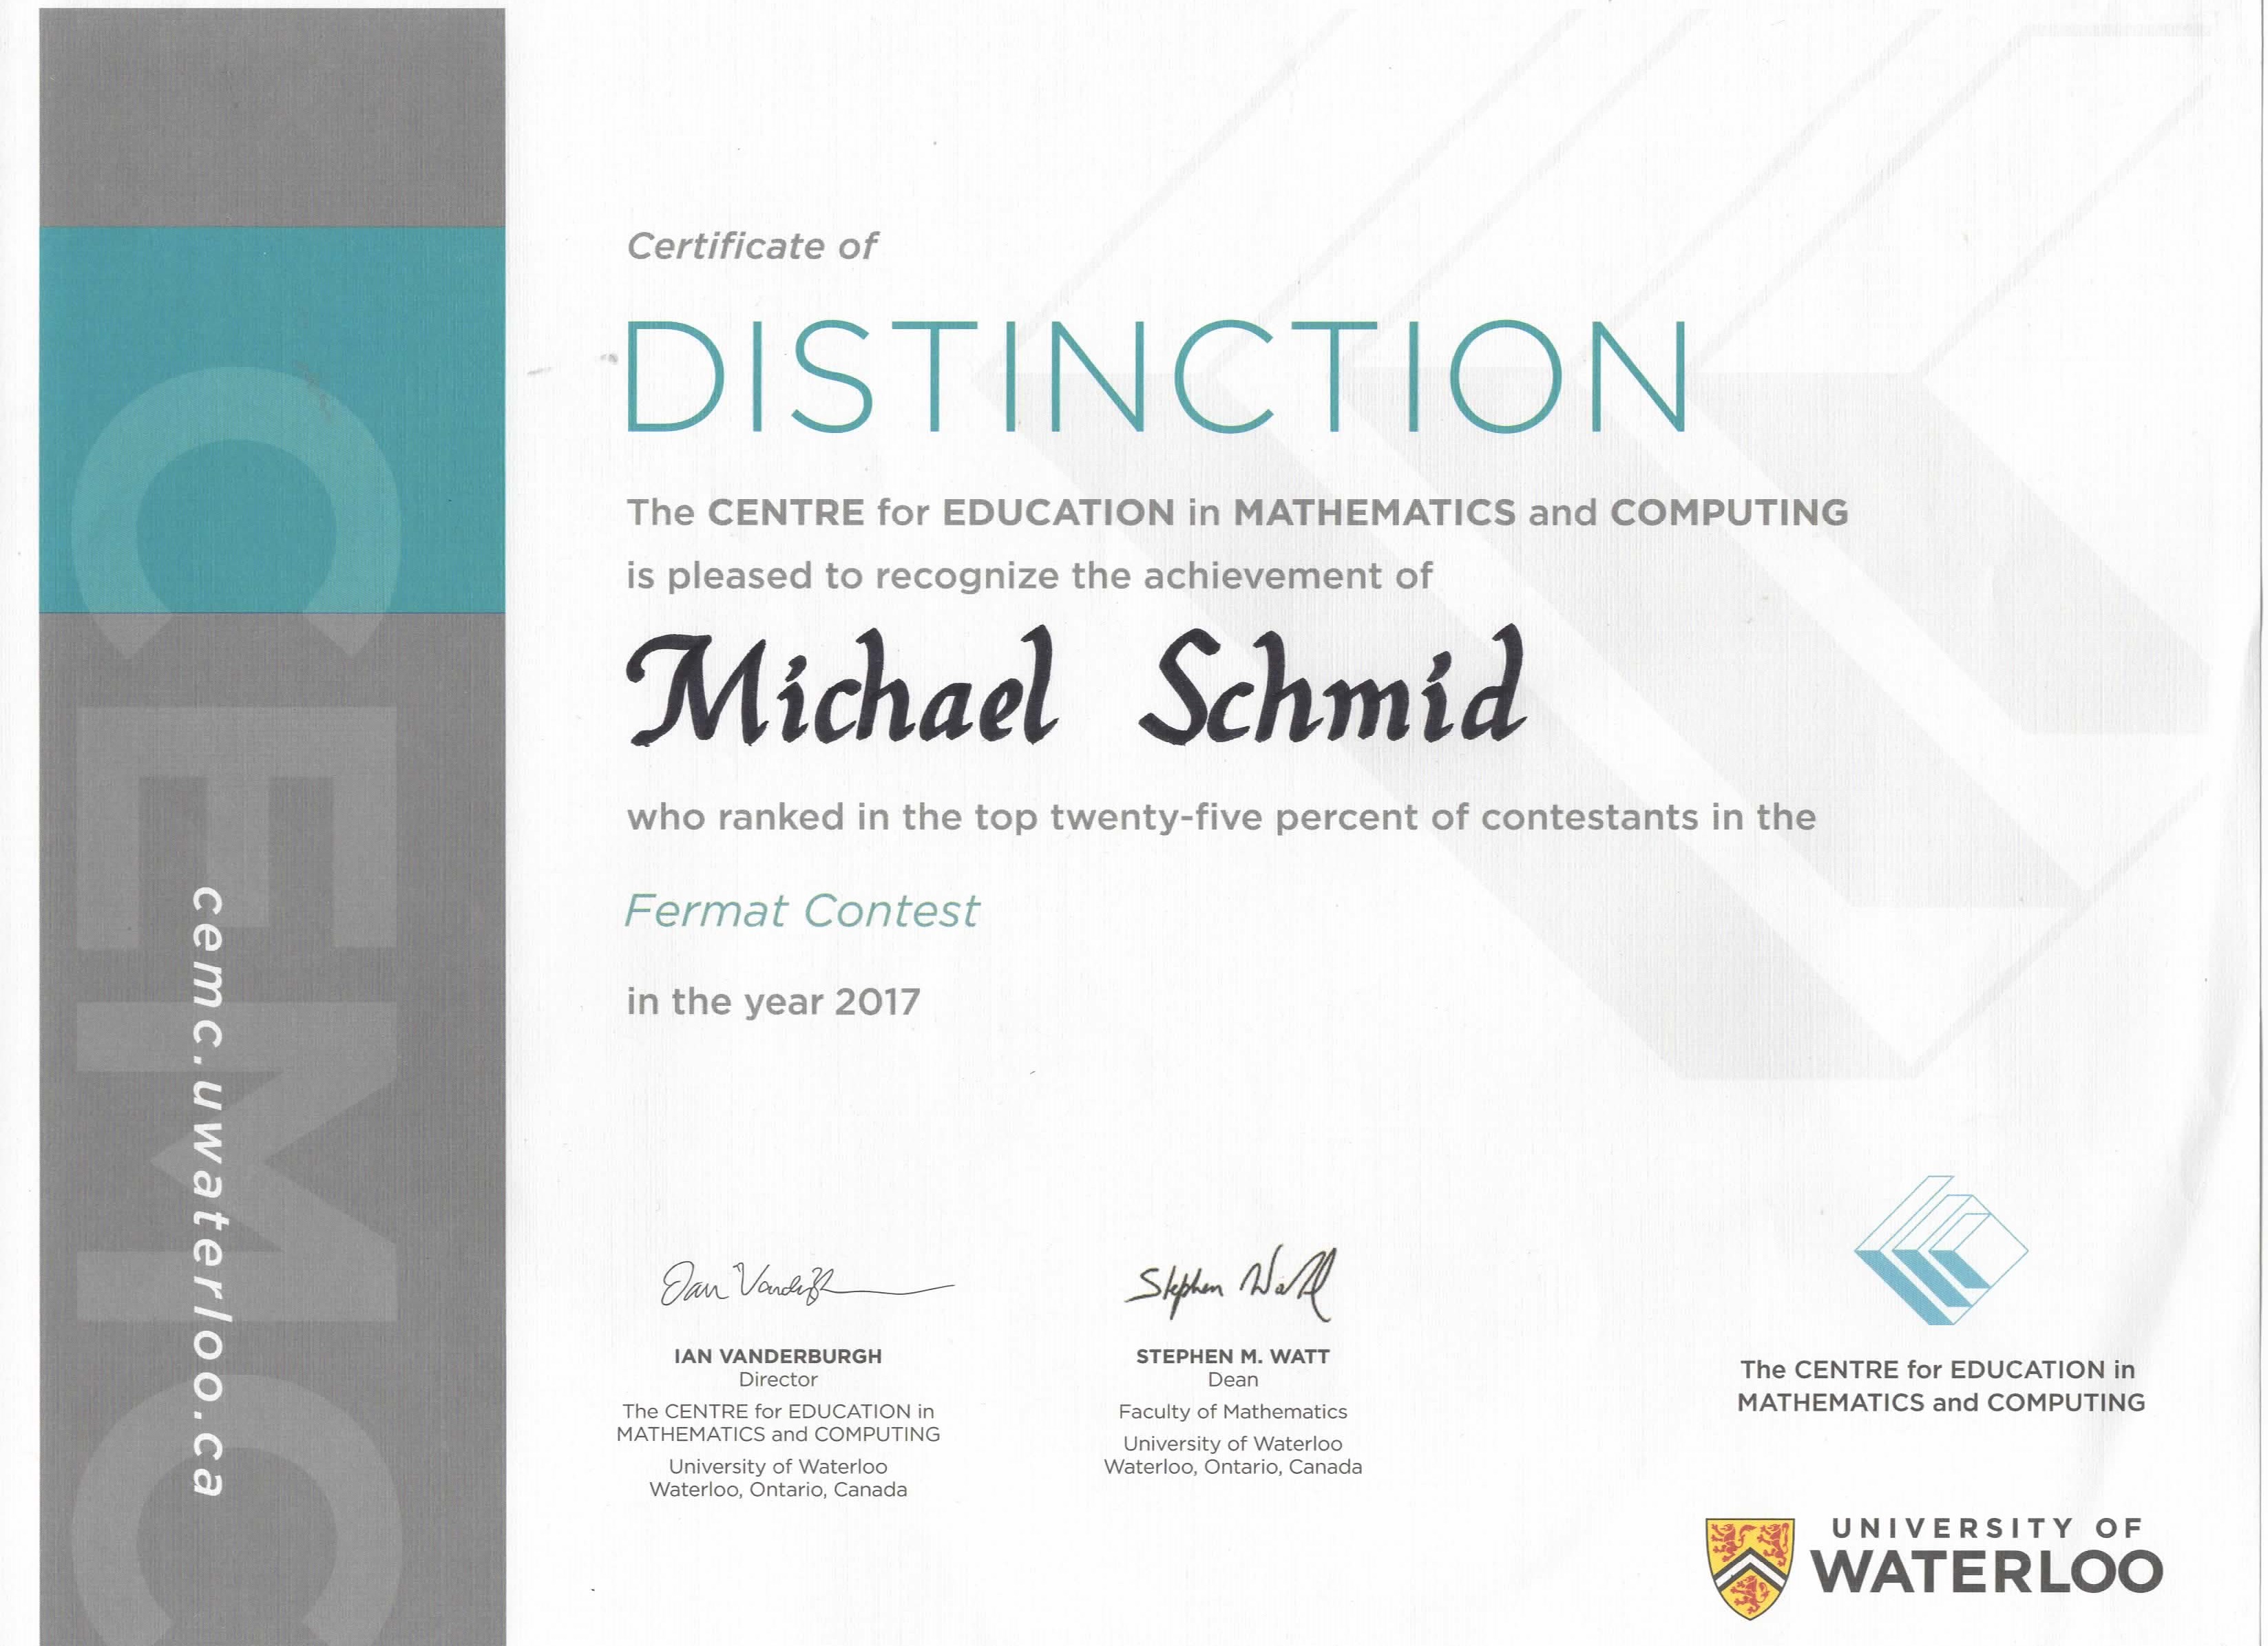 CEMC
cemc.uwaterloo.ca
Certificate of
DISTINCTION
The CENTRE for EDUCATION in MATHEMATICS and COMPUTING
is pleased to recognize the achievement of
Michael Schmid
who ranked in the top twenty-five percent of contestants in the
Fermat Contest
in the year 2017
Ian Vanderburgh
IAN VANDERBURGH
Director
The CENTRE for EDUCATION in
MATHEMATICS and COMPUTING
University of Waterloo
Waterloo, Ontario, Canada
Stephen Watt
STEPHEN M. WATT
Dean
Faculty of Mathematics
University of Waterloo
Waterloo, Ontario, Canada
The CENTRE for EDUCATION in
MATHEMATICS and COMPUTING
UNIVERSITY OF
WATERLOO